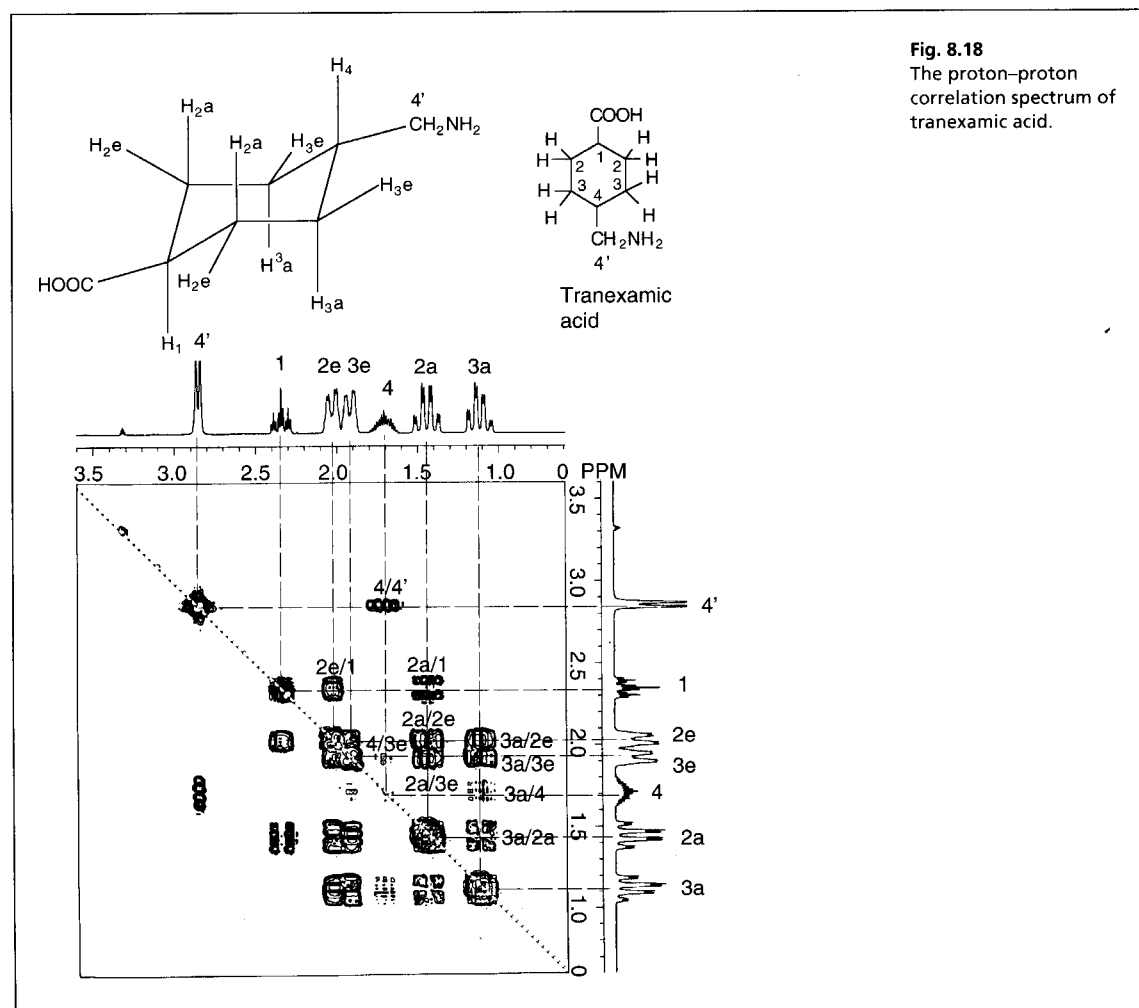 Fig. 8.18
The proton–proton
correlation spectrum of
tranexamic acid.
H₄
4'
CH₂NH₂
H₂a
H₂a
H₃e
H₂e
H₃e
HOOC
H₂e
H³a
H₃a
H₁
COOH
H H
1
H 2 2 H
H 3 3 H
4
H H
CH₂NH₂
4'
Tranexamic
acid
4' 1 2e 3e 4 2a 3a
3.5 3.0 2.5 2.0 1.5 1.0 0 PPM
3.5
3.0
4/4'
4'
2.5
2e/1 2a/1
1
2a/2e
2e
2.0
4/3e 3a/2e
3a/3e
3e
2a/3e 3a/4
4
1.5
3a/2a
2a
3a
1.0
0